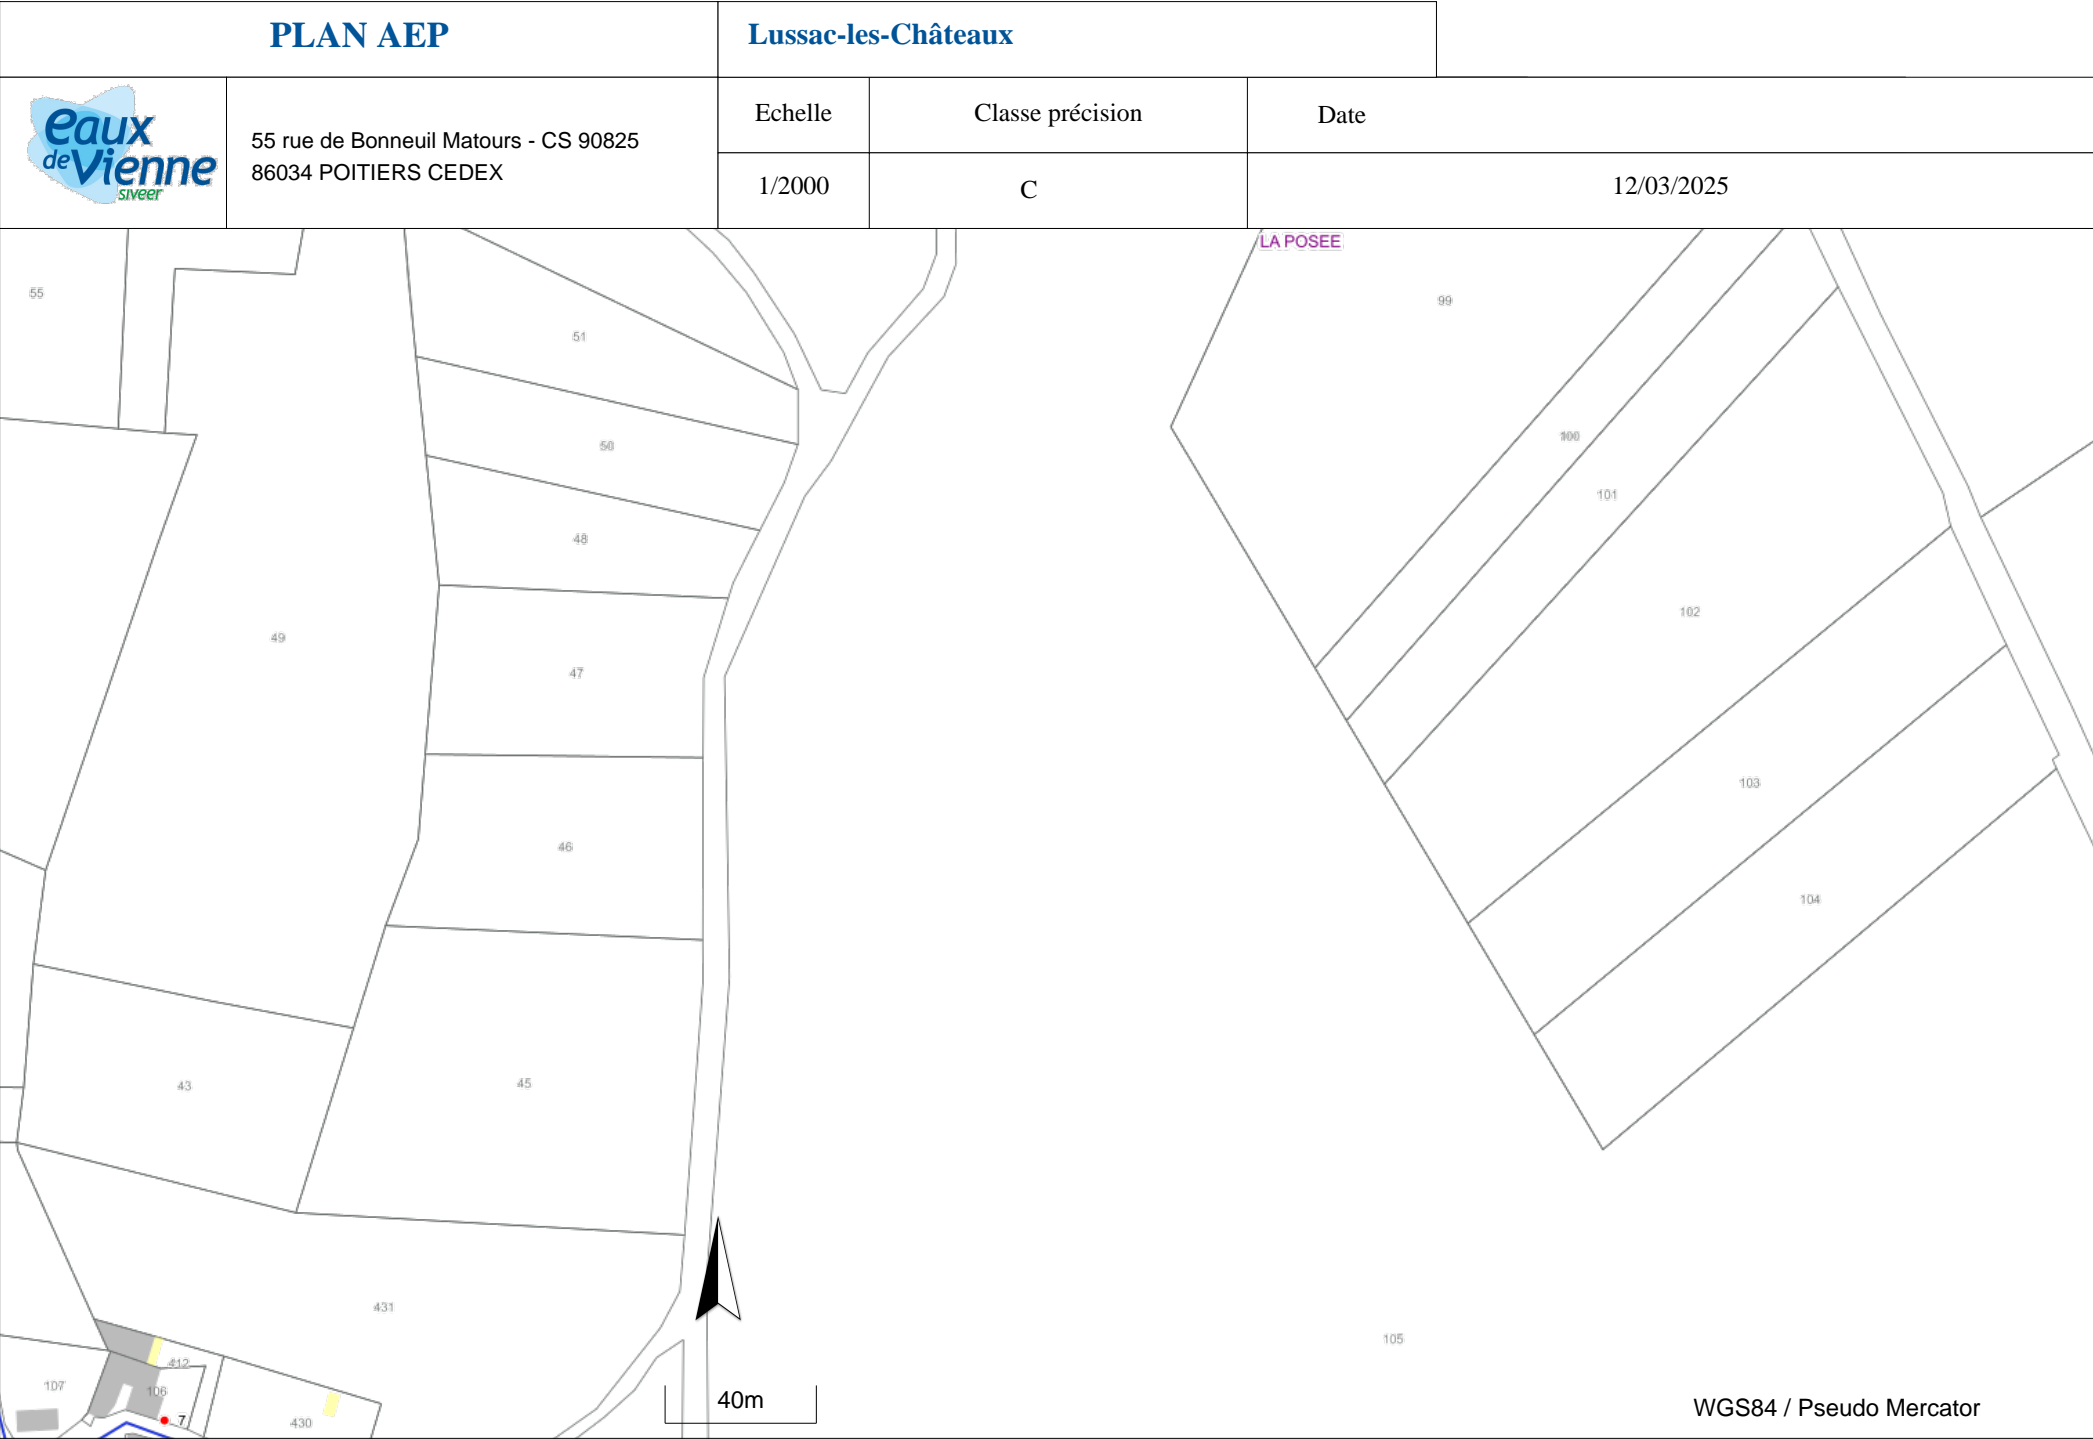 PLAN AEP
Lussac-les-Châteaux
eaux
de Vienne
siveer
55 rue de Bonneuil Matours - CS 90825
86034 POITIERS CEDEX
Echelle
Classe précision
Date
1/2000
C
12/03/2025
LA POSEE
55
99
51
100
50
101
48
102
49
47
103
46
104
43
45
431
105
412
107
106
7
430
40m
WGS84 / Pseudo Mercator